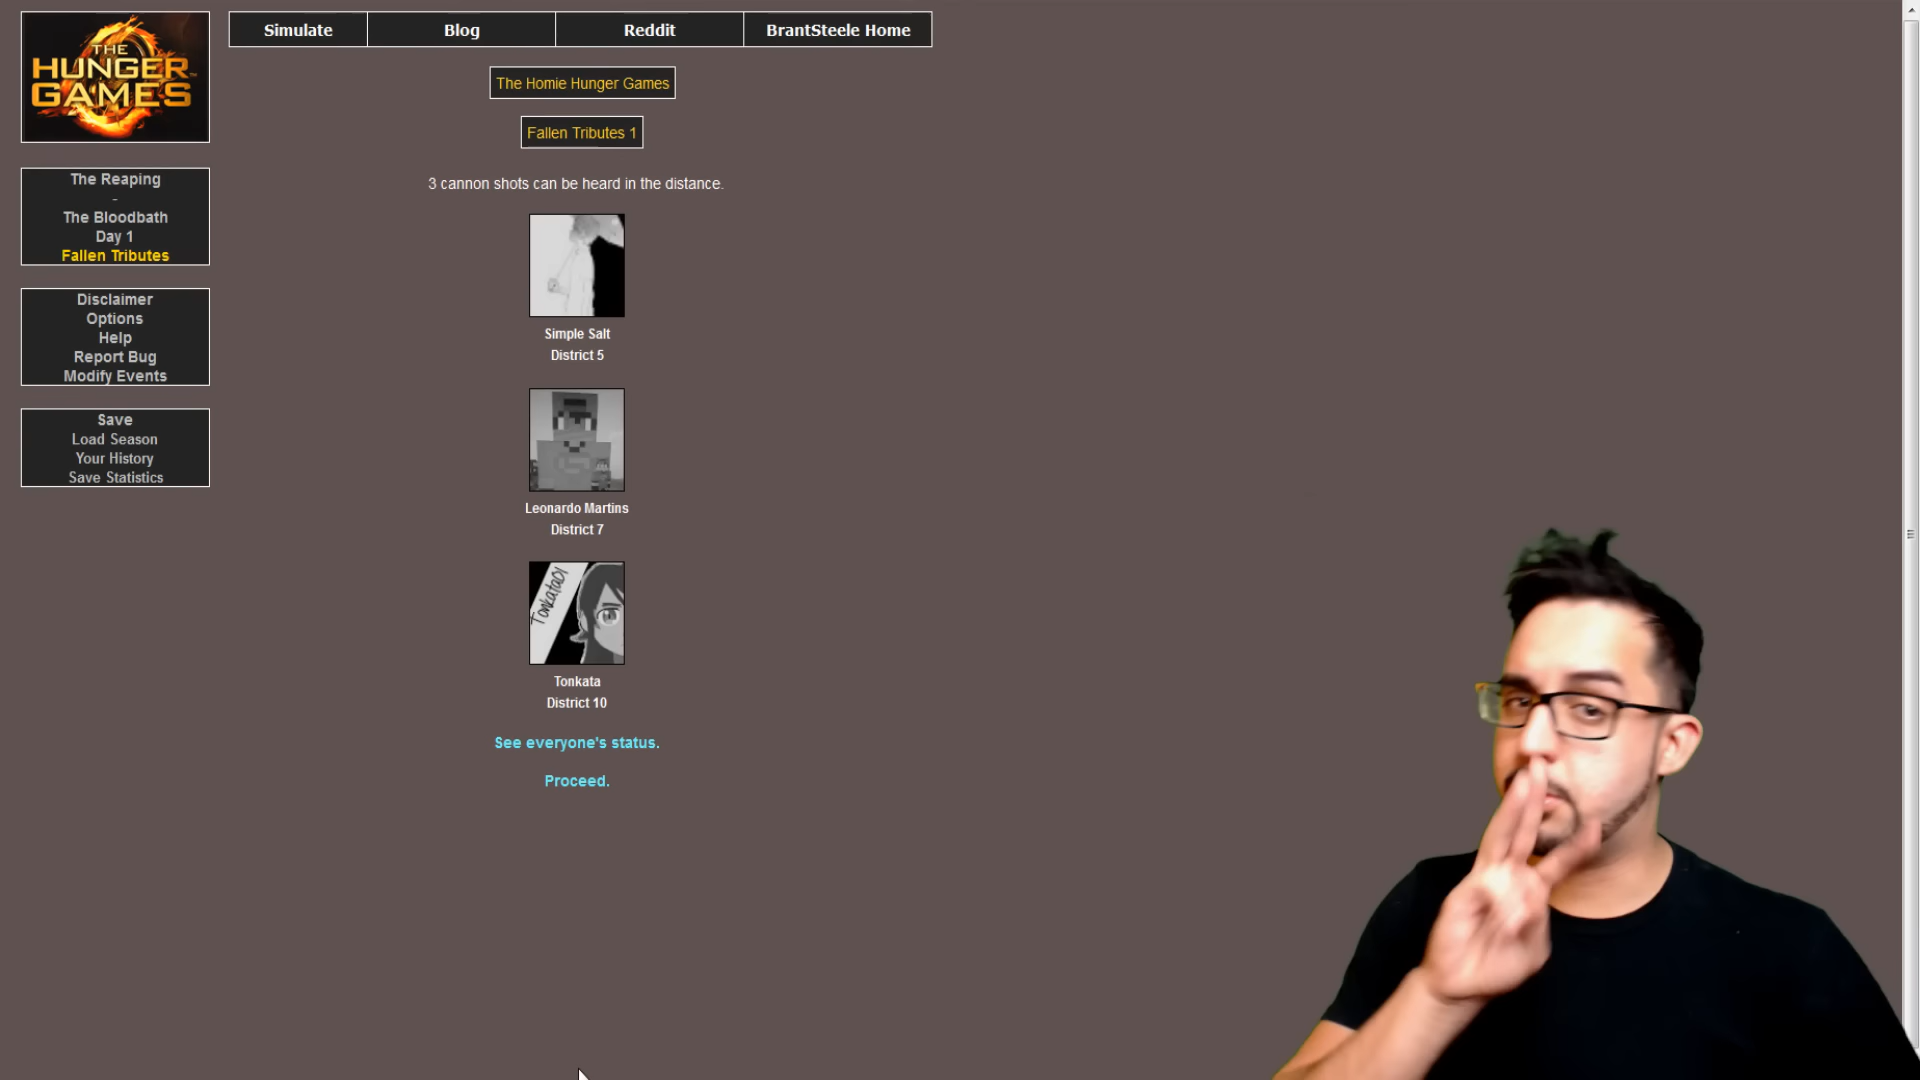 THE
HUNGER
GAMES
Simulate
Blog
Reddit
BrantSteele Home
The Homie Hunger Games
Fallen Tributes 1
The Reaping
-
The Bloodbath
Day 1
Fallen Tributes
Disclaimer
Options
Help
Report Bug
Modify Events
Save
Load Season
Your History
Save Statistics
3 cannon shots can be heard in the distance.
Simple Salt
District 5
Leonardo Martins
District 7
Tonkata01
Tonkata
District 10
See everyone's status.
Proceed.